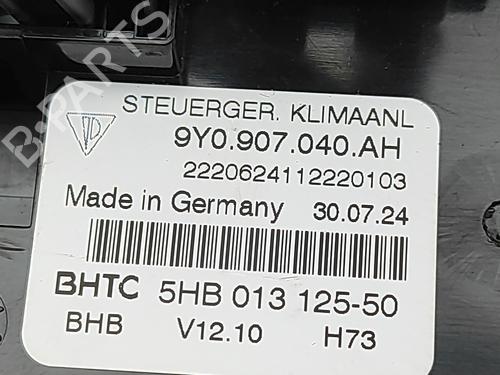 STEUERGER. KLIMAANL
9Y0.907.040.AH
2220624112220103
Made in Germany 30.07.24
BHTC 5HB 013 125-50
BHB V12.10 H73
B-PARTS